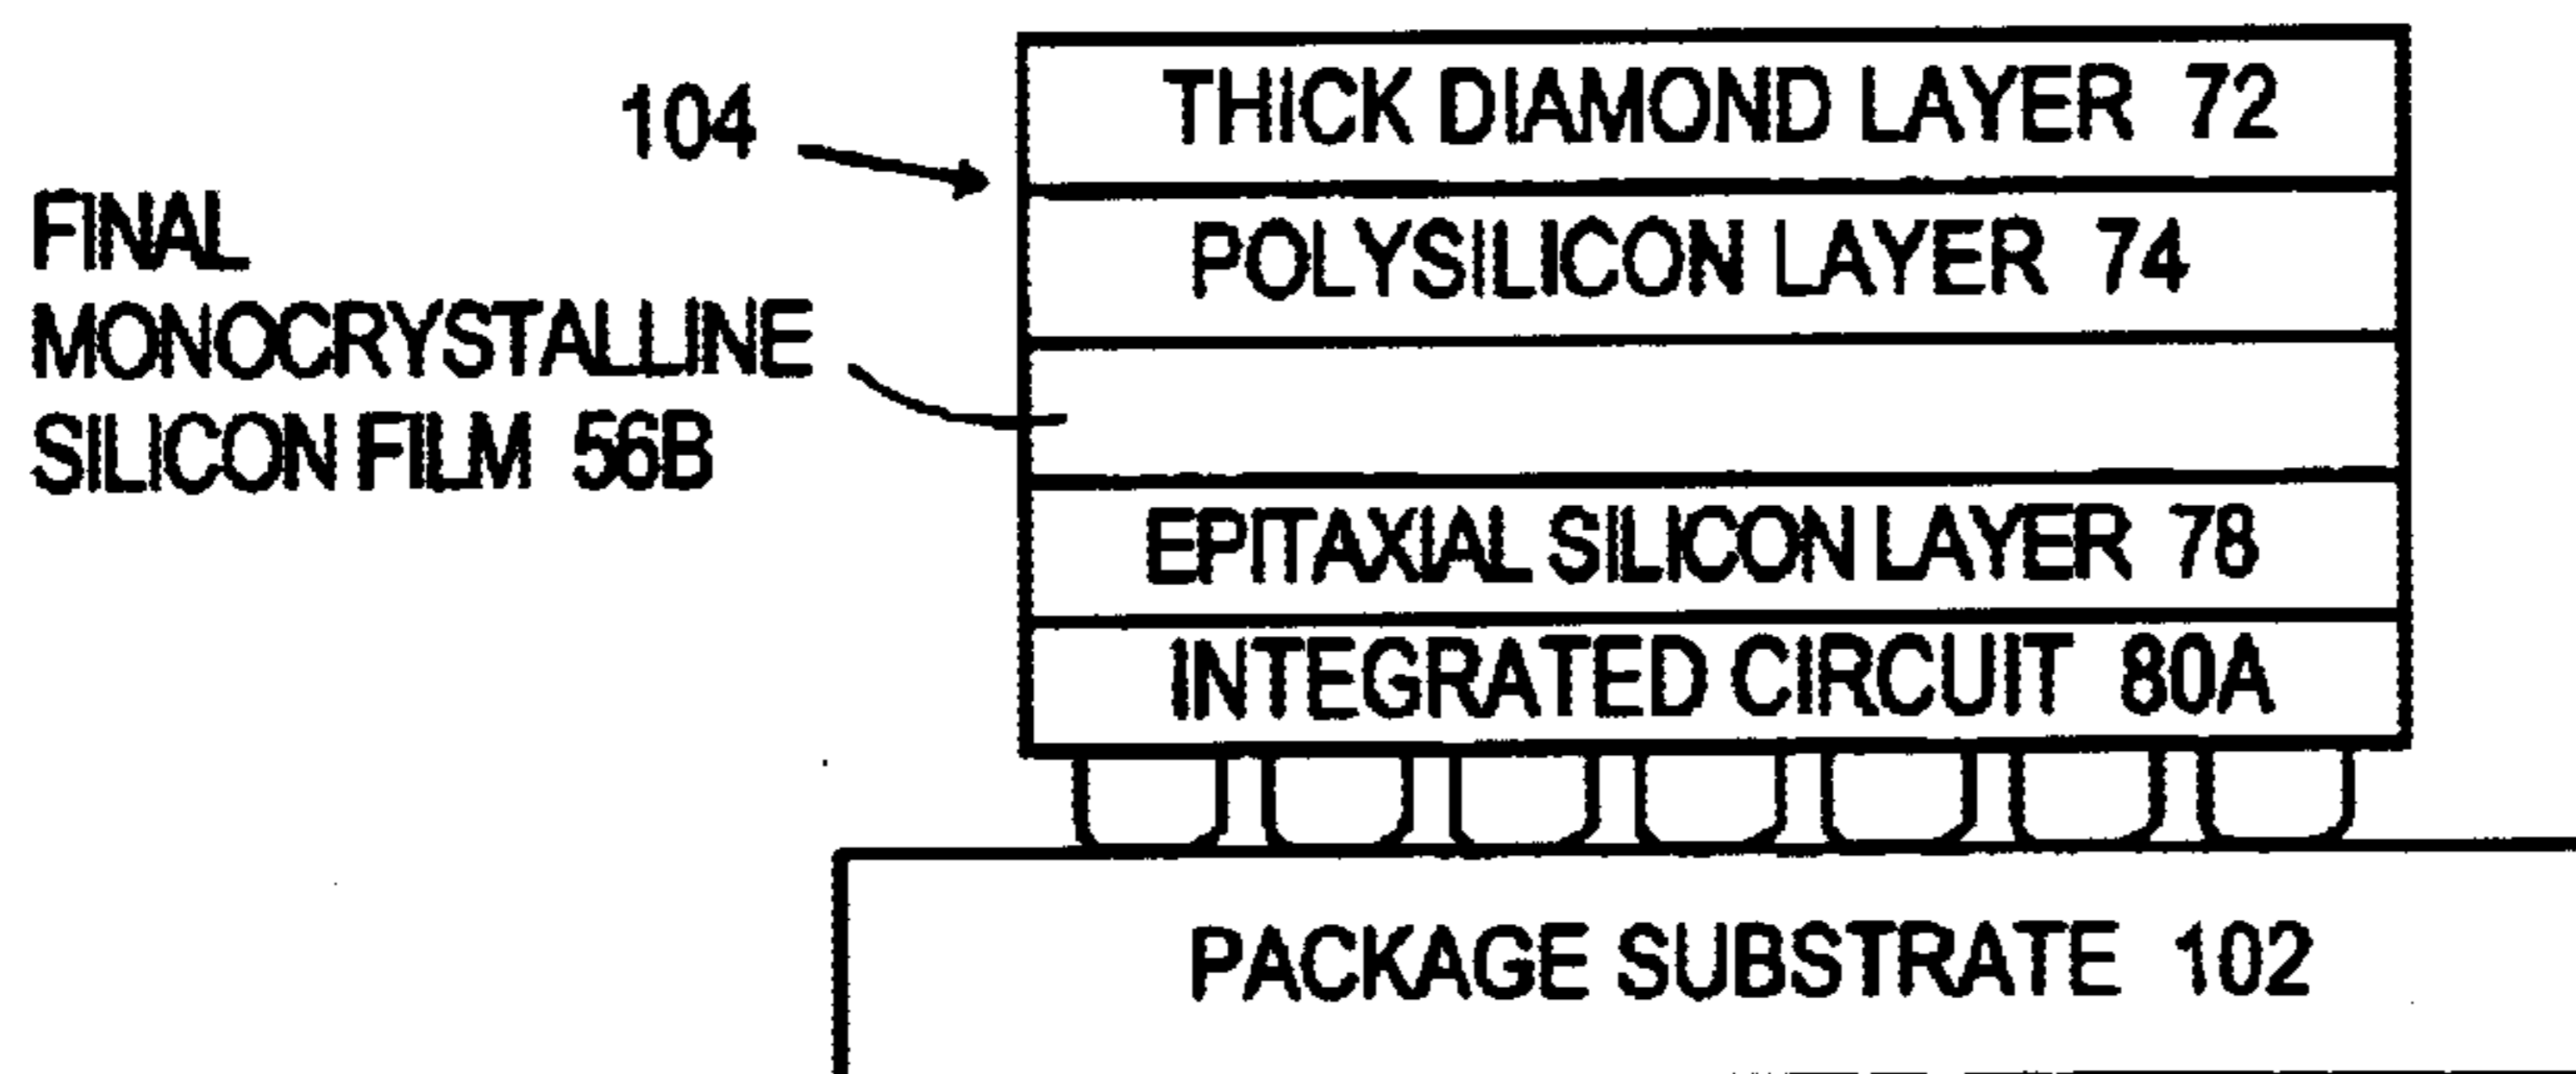 104
THICK DIAMOND LAYER 72
FINAL
MONOCRYSTALLINE
SILICON FILM 56B
POLYSILICON LAYER 74
EPITAXIAL SILICON LAYER 78
INTEGRATED CIRCUIT 80A
PACKAGE SUBSTRATE 102